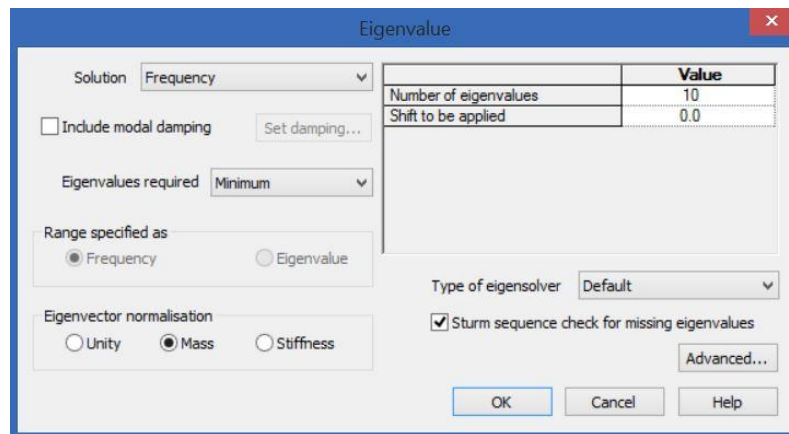 Eigenvalue
Solution Frequency
Include modal damping Set damping...
Eigenvalues required Minimum
Range specified as
Frequency Eigenvalue
Eigenvector normalisation
Unity Mass Stiffness
Value
Number of eigenvalues 10
Shift to be applied 0.0
Type of eigensolver Default
Sturm sequence check for missing eigenvalues
Advanced...
OK Cancel Help